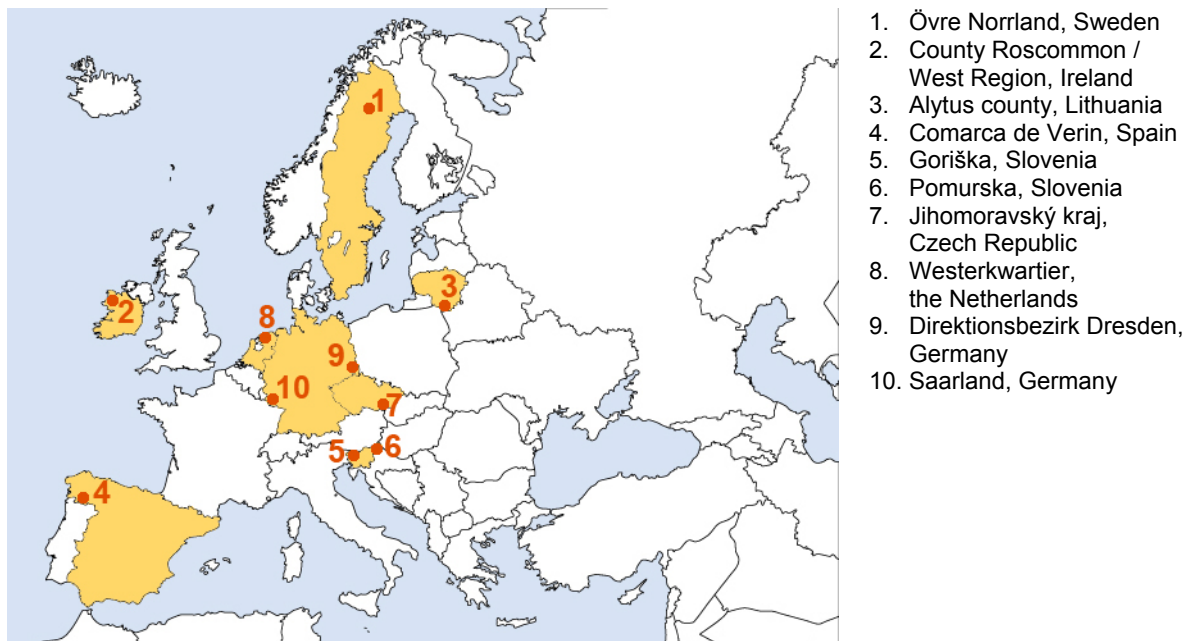 1
2
3
8
9
10
7
5
6
4
1. Övre Norrland, Sweden
2. County Roscommon /
West Region, Ireland
3. Alytus county, Lithuania
4. Comarca de Verin, Spain
5. Goriška, Slovenia
6. Pomurska, Slovenia
7. Jihomoravský kraj,
Czech Republic
8. Westerkwartier,
the Netherlands
9. Direktionsbezirk Dresden,
Germany
10. Saarland, Germany